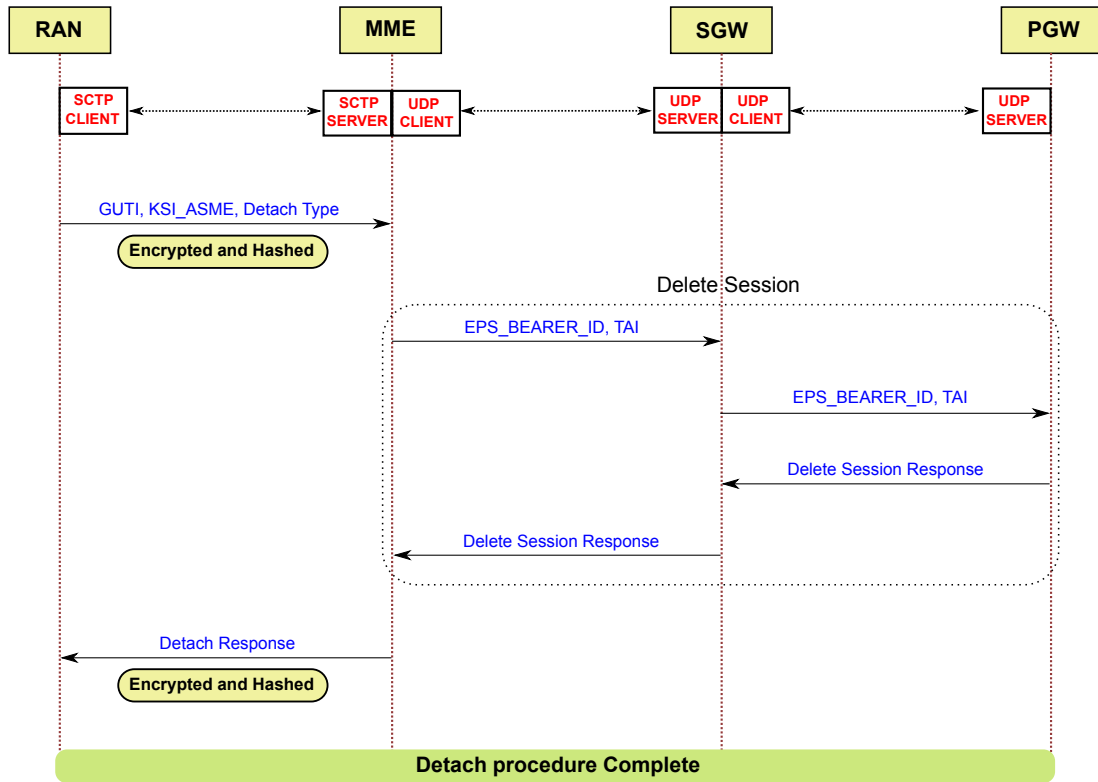 RAN
MME
SGW
PGW
SCTP
CLIENT
SCTP
SERVER
UDP
CLIENT
UDP
SERVER
UDP
CLIENT
UDP
SERVER
GUTI, KSI_ASME, Detach Type
Encrypted and Hashed
Delete Session
EPS_BEARER_ID, TAI
EPS_BEARER_ID, TAI
Delete Session Response
Delete Session Response
Detach Response
Encrypted and Hashed
Detach procedure Complete